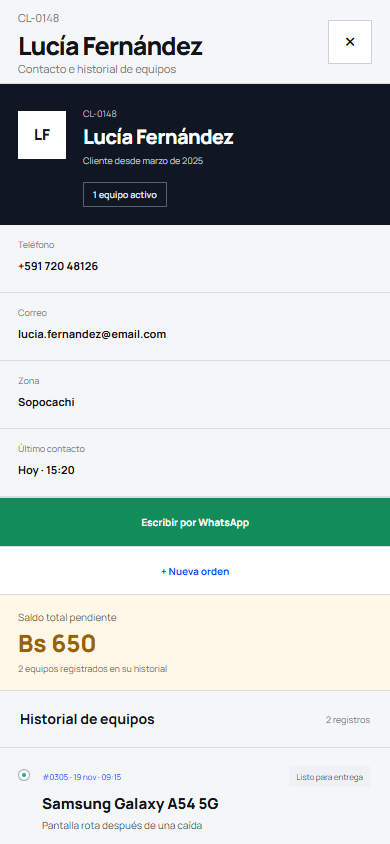 CL-0148
Lucía Fernández
Contacto e historial de equipos
×
LF
CL-0148
Lucía Fernández
Cliente desde marzo de 2025
1 equipo activo
Teléfono
+591 720 48126
Correo
lucia.fernandez@email.com
Zona
Sopocachi
Último contacto
Hoy · 15:20
Escribir por WhatsApp
+ Nueva orden
Saldo total pendiente
Bs 650
2 equipos registrados en su historial
Historial de equipos
2 registros
#0305 · 19 nov · 09:15
Listo para entrega
Samsung Galaxy A54 5G
Pantalla rota después de una caída